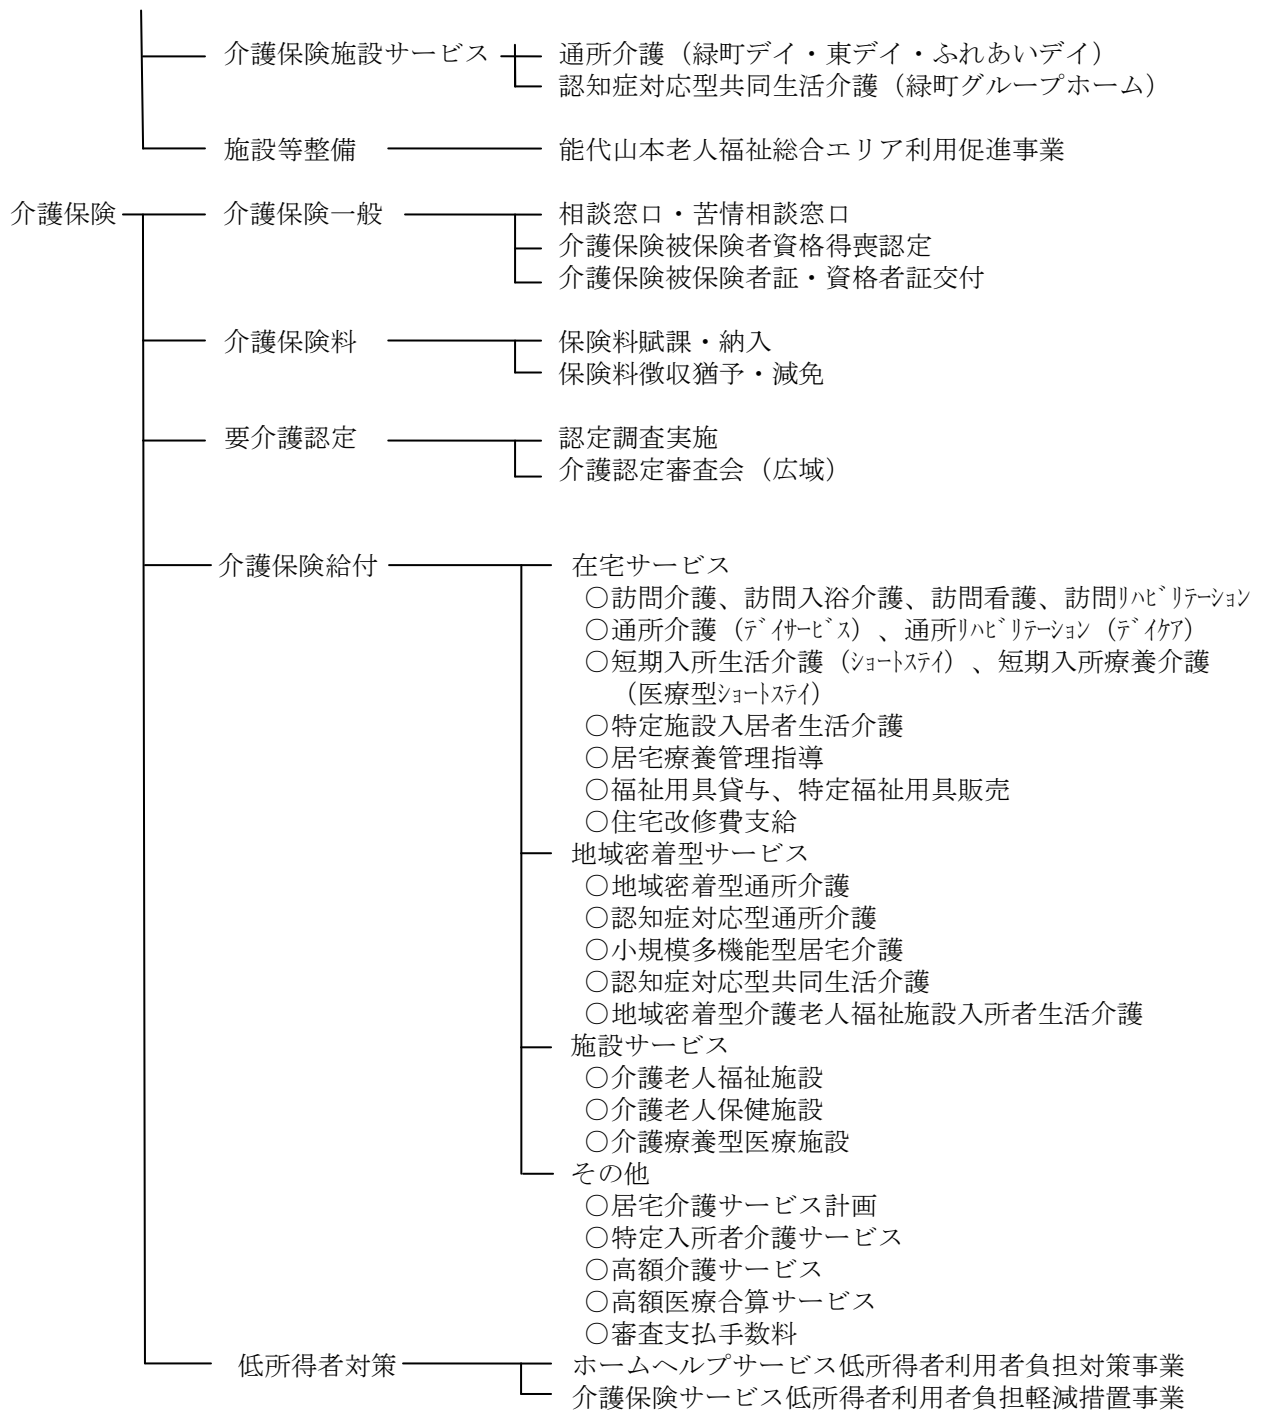 介護保険施設サービス 通所介護（緑町デイ・東デイ・ふれあいデイ）
認知症対応型共同生活介護（緑町グループホーム）
施設等整備 能代山本老人福祉総合エリア利用促進事業
介護保険 介護保険一般 相談窓口・苦情相談窓口
介護保険被保険者資格得喪認定
介護保険被保険者証・資格者証交付
介護保険料 保険料賦課・納入
保険料徴収猶予・減免
要介護認定 認定調査実施
介護認定審査会（広域）
介護保険給付 在宅サービス
○訪問介護、訪問入浴介護、訪問看護、訪問ﾘﾊﾋﾞﾘﾃｰｼｮﾝ
○通所介護（ﾃﾞｲｻｰﾋﾞｽ）、通所ﾘﾊﾋﾞﾘﾃｰｼｮﾝ（ﾃﾞｲｹｱ）
○短期入所生活介護（ｼｮｰﾄｽﾃｲ）、短期入所療養介護
（医療型ｼｮｰﾄｽﾃｲ）
○特定施設入居者生活介護
○居宅療養管理指導
○福祉用具貸与、特定福祉用具販売
○住宅改修費支給
地域密着型サービス
○地域密着型通所介護
○認知症対応型通所介護
○小規模多機能型居宅介護
○認知症対応型共同生活介護
○地域密着型介護老人福祉施設入所者生活介護
施設サービス
○介護老人福祉施設
○介護老人保健施設
○介護療養型医療施設
その他
○居宅介護サービス計画
○特定入所者介護サービス
○高額介護サービス
○高額医療合算サービス
○審査支払手数料
低所得者対策 ホームヘルプサービス低所得者利用者負担対策事業
介護保険サービス低所得者利用者負担軽減措置事業